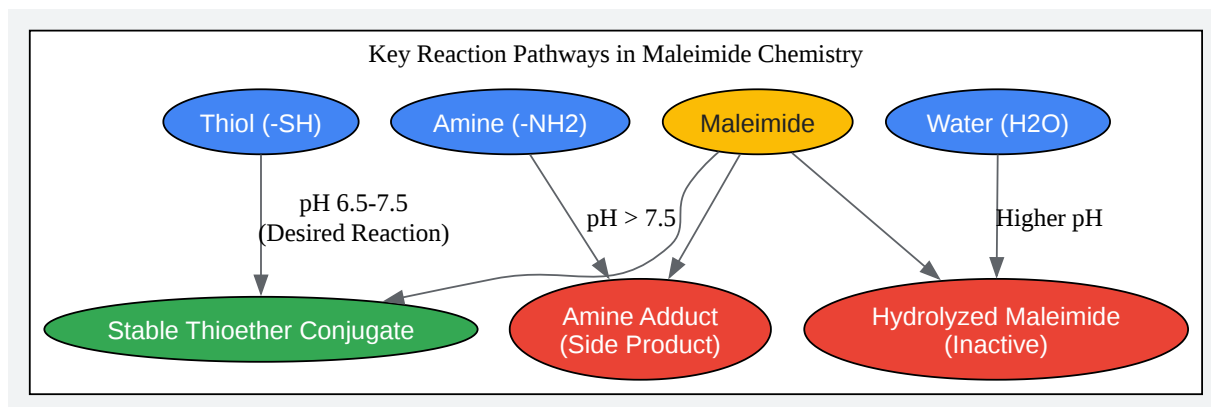 Key Reaction Pathways in Maleimide Chemistry
Thiol (-SH)
Amine (-NH2)
Maleimide
Water (H2O)
pH 6.5-7.5
(Desired Reaction)
pH > 7.5
Higher pH
Stable Thioether Conjugate
Amine Adduct
(Side Product)
Hydrolyzed Maleimide
(Inactive)